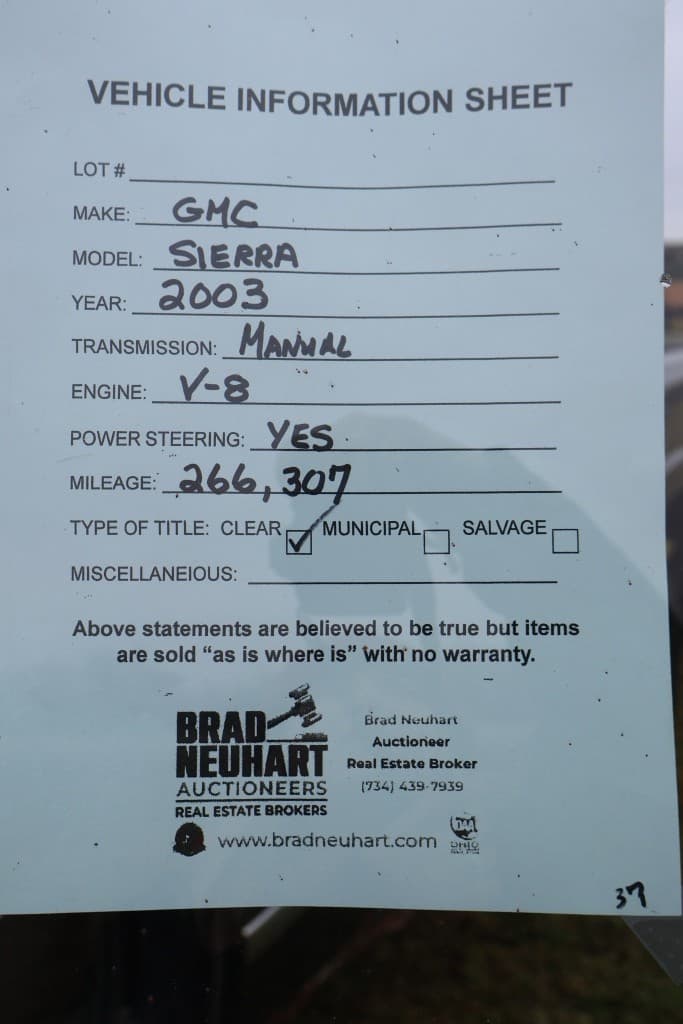 VEHICLE INFORMATION SHEET
LOT #
MAKE: GMC
MODEL: SIERRA
YEAR: 2003
TRANSMISSION: MANUAL
ENGINE: V-8
POWER STEERING: YES
MILEAGE: 266,307
TYPE OF TITLE: CLEAR MUNICIPAL SALVAGE
MISCELLANEIOUS:
Above statements are believed to be true but items
are sold “as is where is” with no warranty.
BRAD
NEUHART
AUCTIONEERS
REAL ESTATE BROKERS
Brad Neuhart
Auctioneer
Real Estate Broker
(734) 439-7939
www.bradneuhart.com
OHIO
37